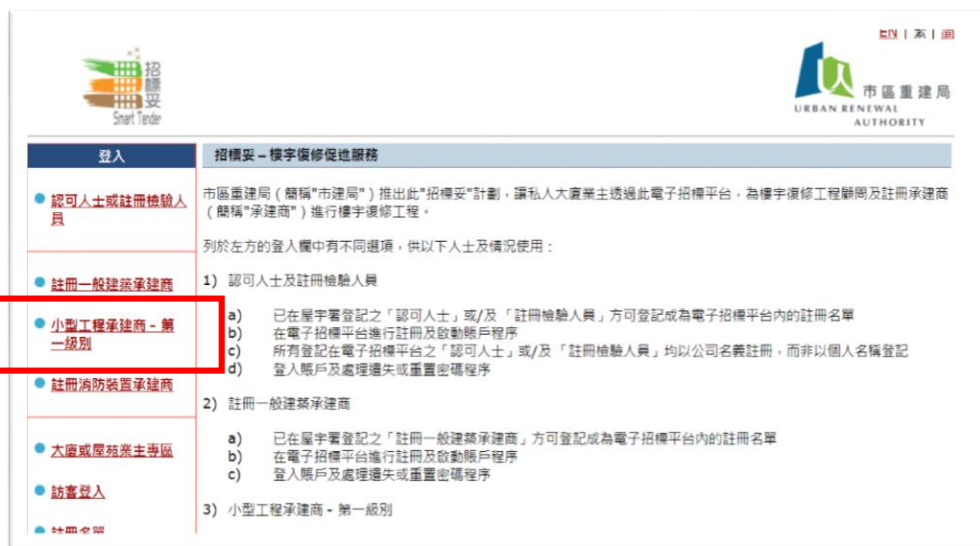 EN | 繁 | 簡
招
標
妥
Smart Tender
市區重建局
URBAN RENEWAL
AUTHORITY
登入
招標妥 – 樓宇復修促進服務
認可人士或註冊檢驗人
員
註冊一般建築承建商
小型工程承建商 - 第
一級別
註冊消防裝置承建商
大廈或屋苑業主專區
訪客登入
註冊名單
市區重建局（簡稱"市建局"）推出此"招標妥"計劃，讓私人大廈業主透過此電子招標平台，為樓宇復修工程顧問及註冊承建商
（簡稱"承建商"）進行樓宇復修工程。
列於左方的登入欄中有不同選項，供以下人士及情況使用：
1) 認可人士及註冊檢驗人員
a) 已在屋宇署登記之「認可人士」或/及「註冊檢驗人員」方可登記成為電子招標平台內的註冊名單
b) 在電子招標平台進行註冊及啟動賬戶程序
c) 所有登記在電子招標平台之「認可人士」或/及「註冊檢驗人員」均以公司名義註冊，而非以個人名稱登記
d) 登入賬戶及處理遺失或重置密碼程序
2) 註冊一般建築承建商
a) 已在屋宇署登記之「註冊一般建築承建商」方可登記成為電子招標平台內的註冊名單
b) 在電子招標平台進行註冊及啟動賬戶程序
c) 登入賬戶及處理遺失或重置密碼程序
3) 小型工程承建商 - 第一級別